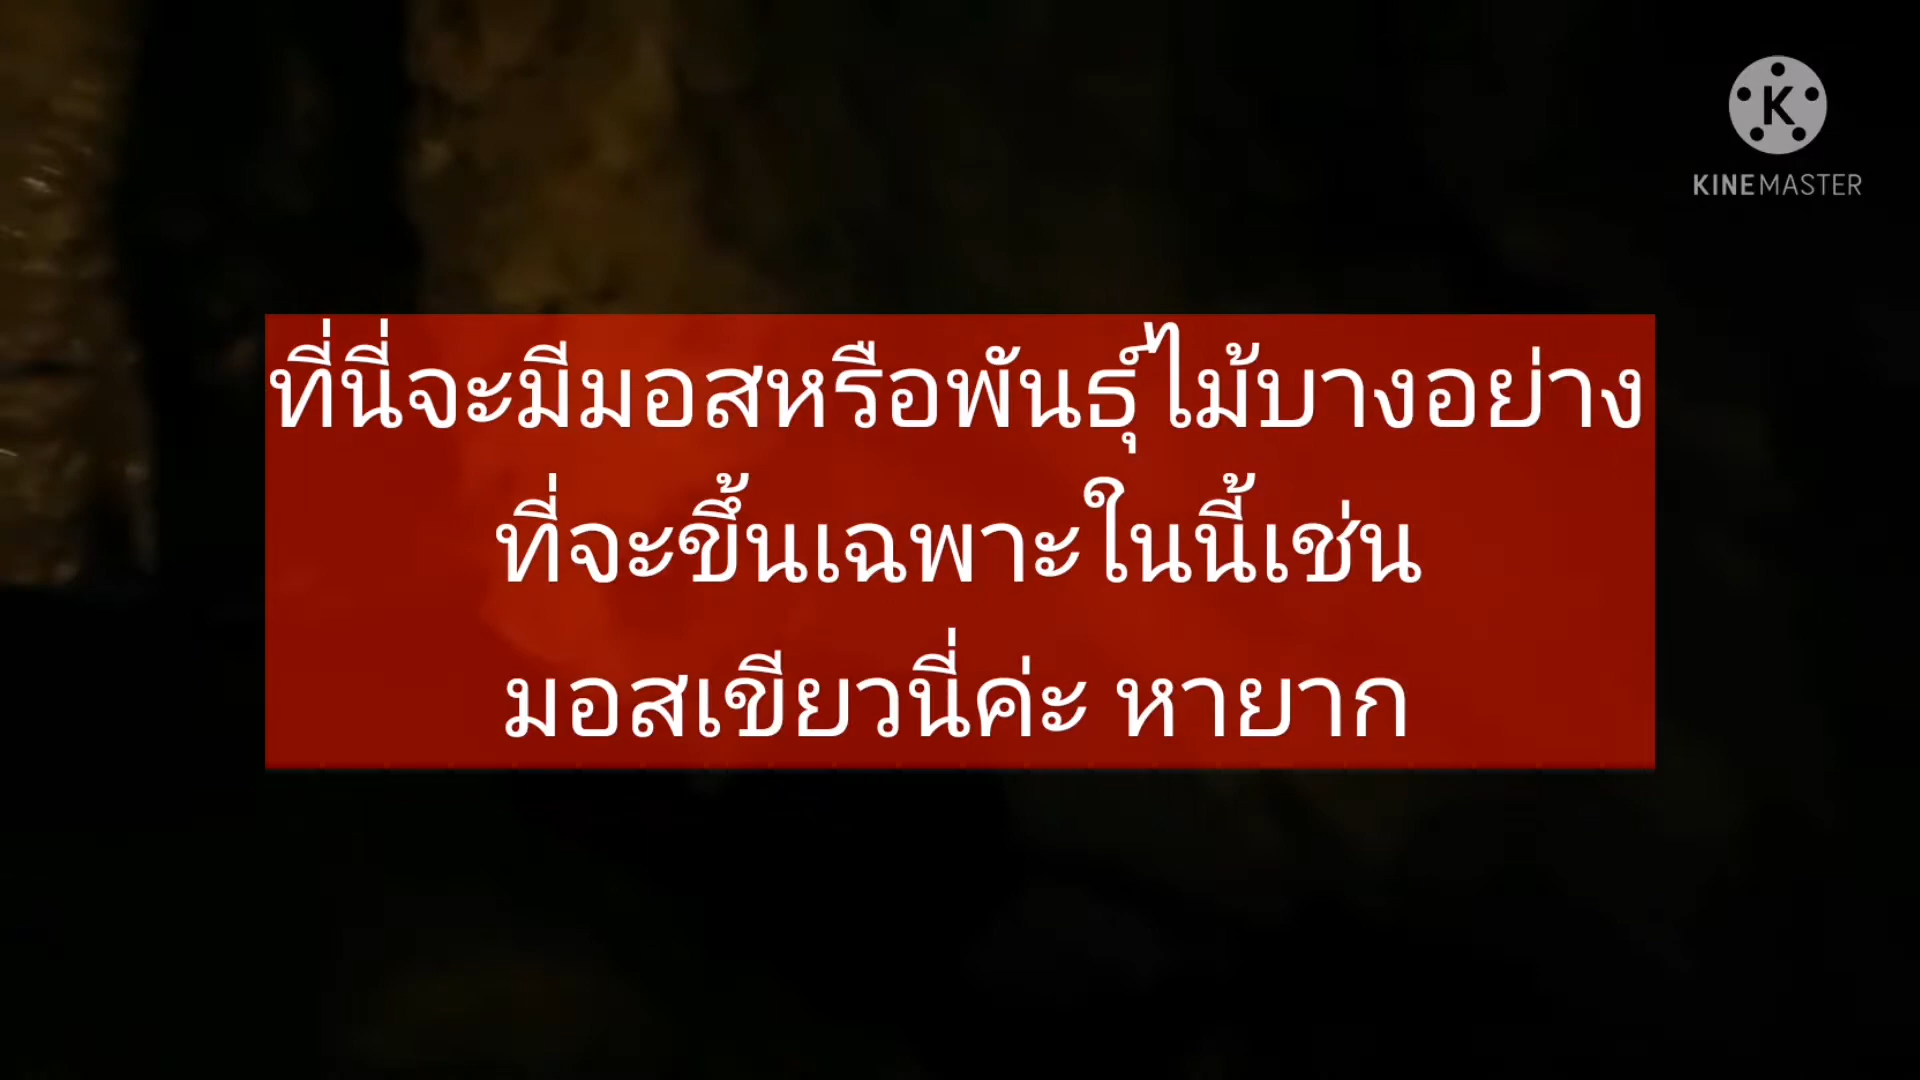 K
KINEMASTER
ที่นี่จะมีมอสหรือพันธุ์ไม้บางอย่าง
ที่จะขึ้นเฉพาะในนี้เช่น
มอสเขียวนี่ค่ะ หายาก